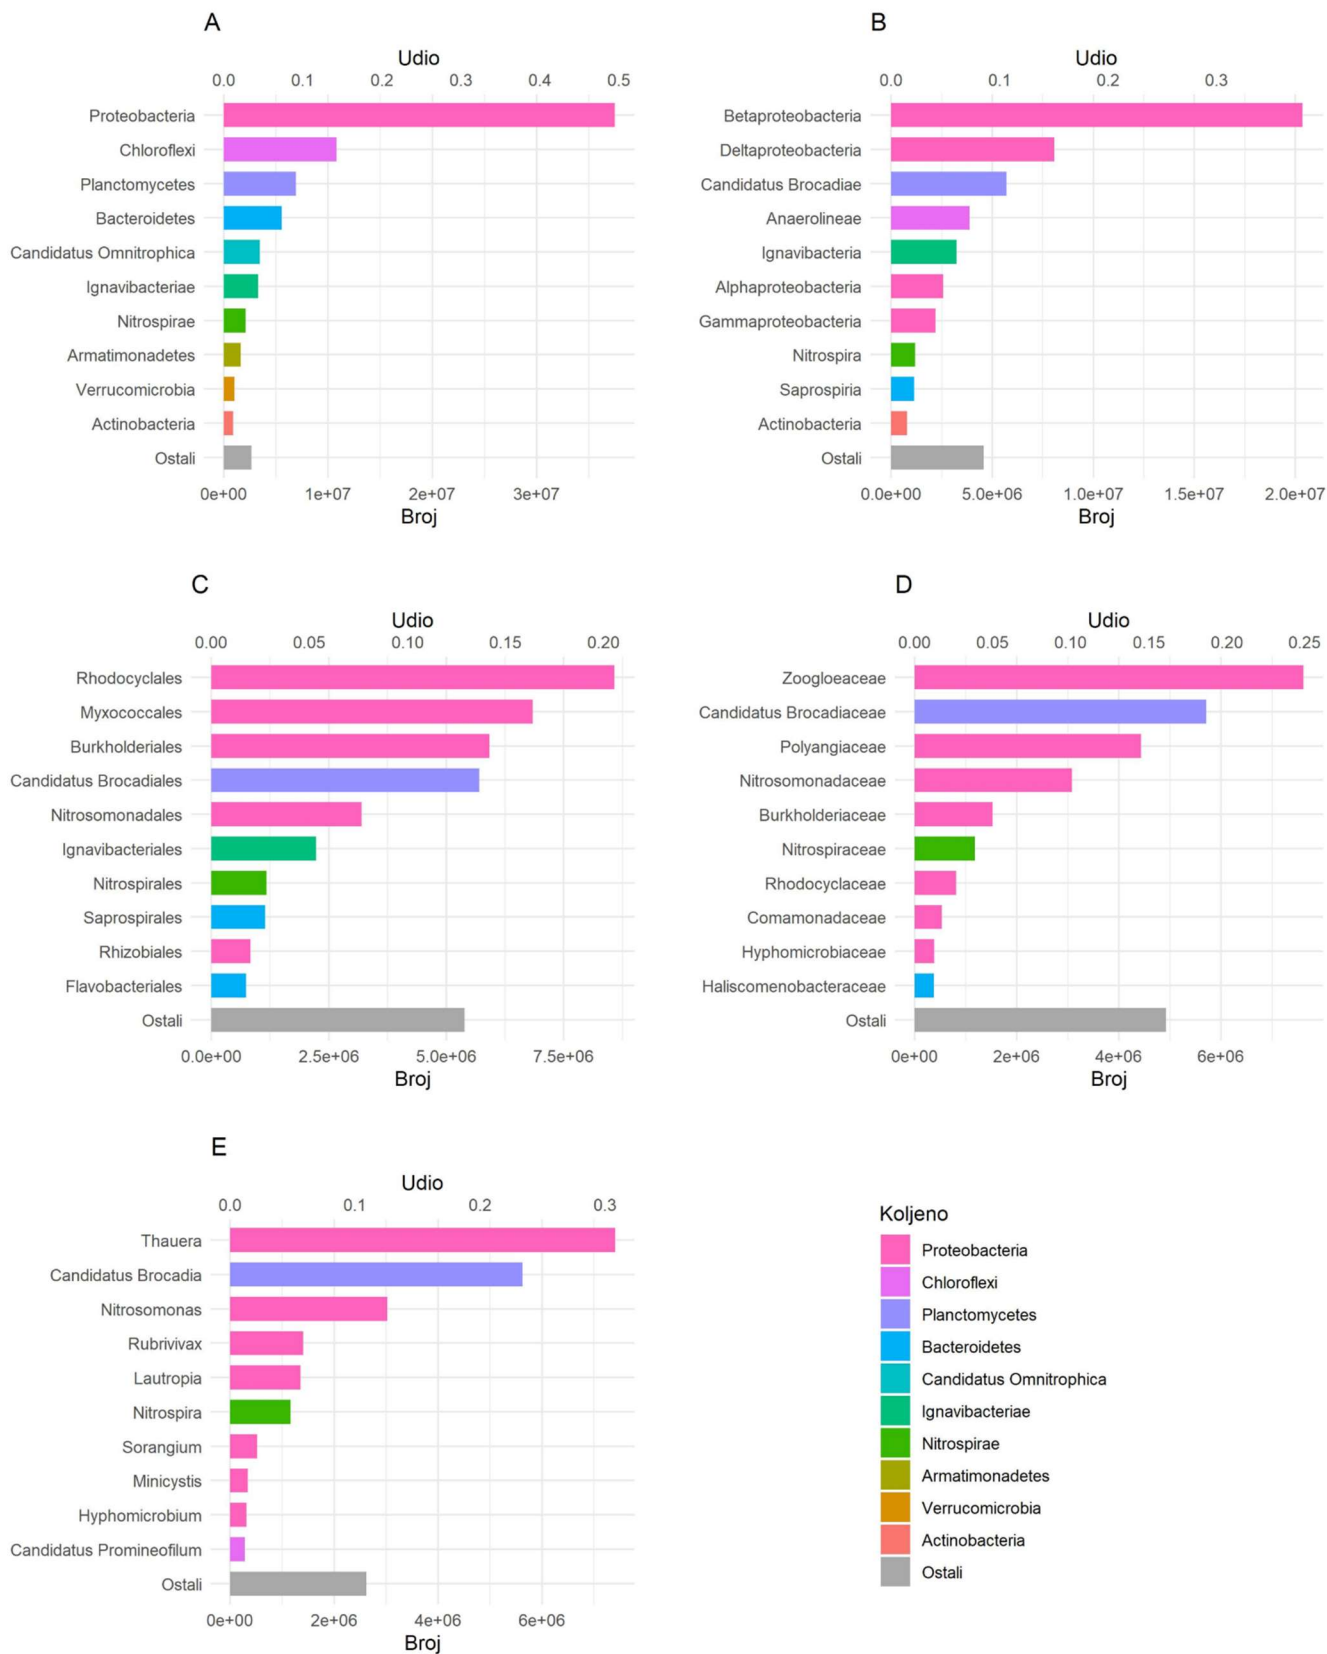 A
Udio
0.0 0.1 0.2 0.3 0.4 0.5
Proteobacteria
Chloroflexi
Planctomycetes
Bacteroidetes
Candidatus Omnitrophica
Ignavibacteriae
Nitrospirae
Armatimonadetes
Verrucomicrobia
Actinobacteria
Ostali
0e+00 1e+07 2e+07 3e+07
Broj
B
Udio
0.0 0.1 0.2 0.3
Betaproteobacteria
Deltaproteobacteria
Candidatus Brocadiae
Anaerolineae
Ignavibacteria
Alphaproteobacteria
Gammaproteobacteria
Nitrospira
Saprospiria
Actinobacteria
Ostali
0.0e+00 5.0e+06 1.0e+07 1.5e+07 2.0e+07
Broj
C
Udio
0.00 0.05 0.10 0.15 0.20
Rhodocyclales
Myxococcales
Burkholderiales
Candidatus Brocadiales
Nitrosomonadales
Ignavibacteriales
Nitrospirales
Saprospirales
Rhizobiales
Flavobacteriales
Ostali
0.0e+00 2.5e+06 5.0e+06 7.5e+06
Broj
D
Udio
0.00 0.05 0.10 0.15 0.20 0.25
Zoogloeaceae
Candidatus Brocadiaceae
Polyangiaceae
Nitrosomonadaceae
Burkholderiaceae
Nitrospiraceae
Rhodocyclaceae
Comamonadaceae
Hyphomicrobiaceae
Haliscomenobacteraceae
Ostali
0e+00 2e+06 4e+06 6e+06
Broj
E
Udio
0.0 0.1 0.2 0.3
Thauera
Candidatus Brocadia
Nitrosomonas
Rubrivivax
Lautropia
Nitrospira
Sorangium
Minicystis
Hyphomicrobium
Candidatus Promineofilum
Ostali
0e+00 2e+06 4e+06 6e+06
Broj
Koljeno
Proteobacteria
Chloroflexi
Planctomycetes
Bacteroidetes
Candidatus Omnitrophica
Ignavibacteriae
Nitrospirae
Armatimonadetes
Verrucomicrobia
Actinobacteria
Ostali